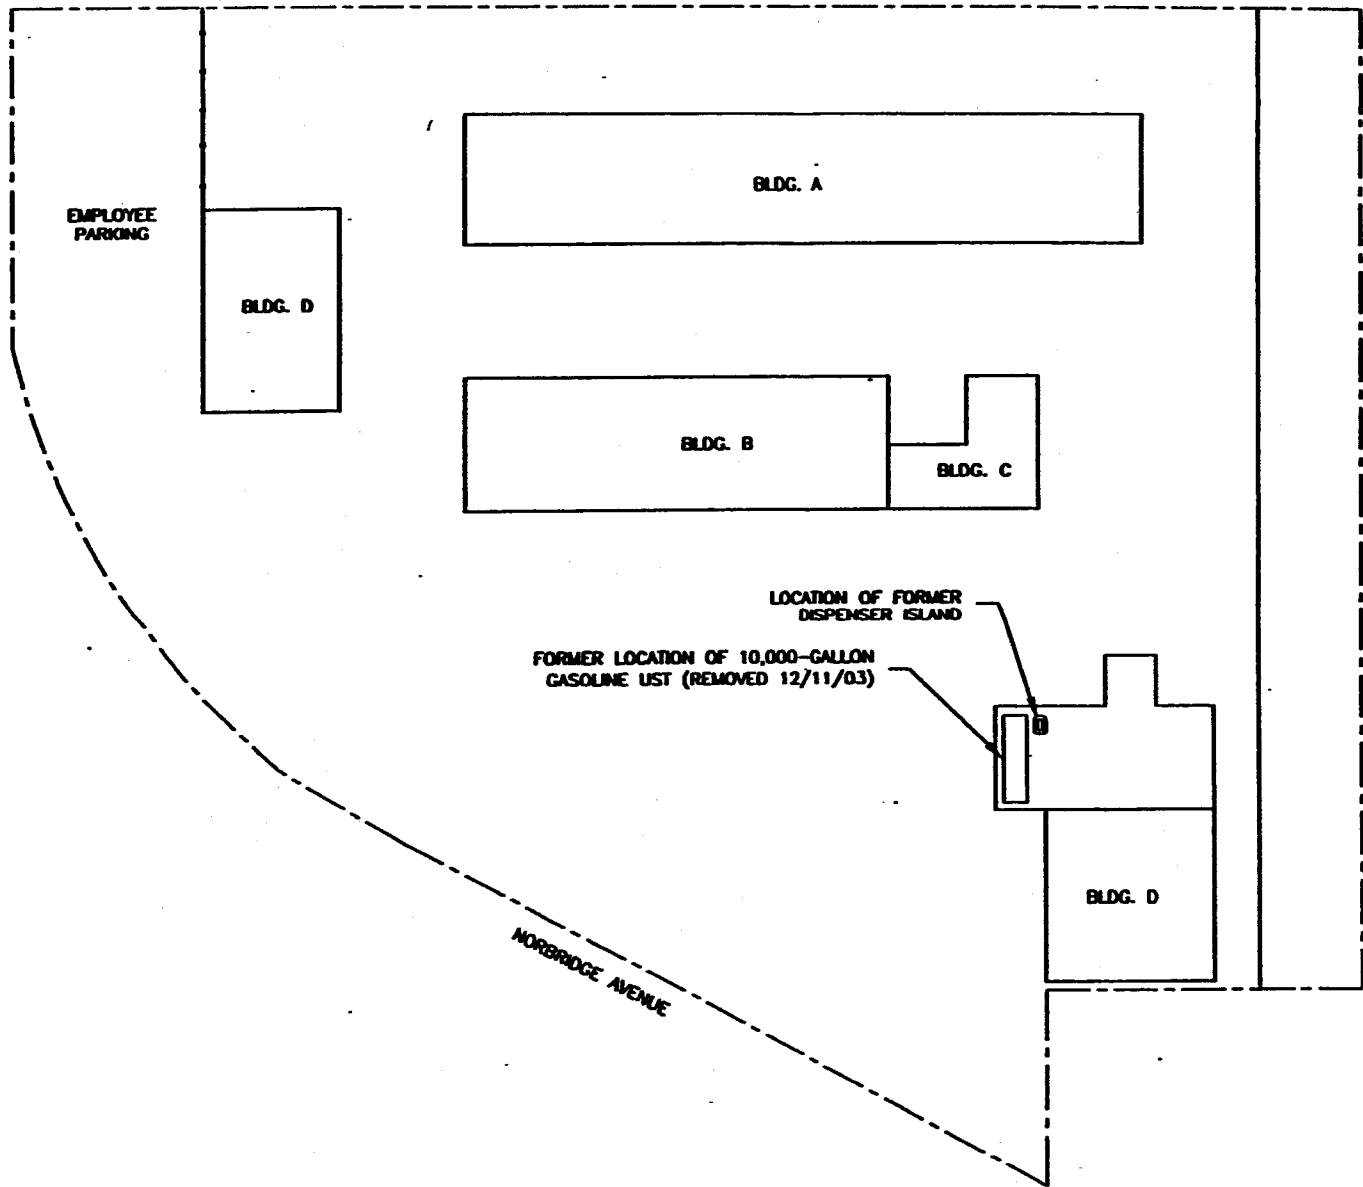 BLDG. A
EMPLOYEE
PARKING
BLDG. D
BLDG. B
BLDG. C
LOCATION OF FORMER
DISPENSER ISLAND
FORMER LOCATION OF 10,000-GALLON
GASOLINE UST (REMOVED 12/11/03)
BLDG. D
NORBRIDGE AVENUE